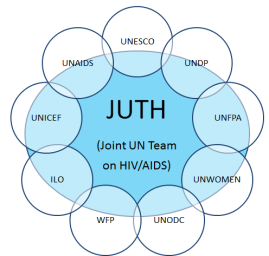 UNESCO
UNAIDS
UNDP
UNICEF
JUTH
UNFPA
(Joint UN Team
on HIV/AIDS)
ILO
UNWOMEN
WFP
UNODC